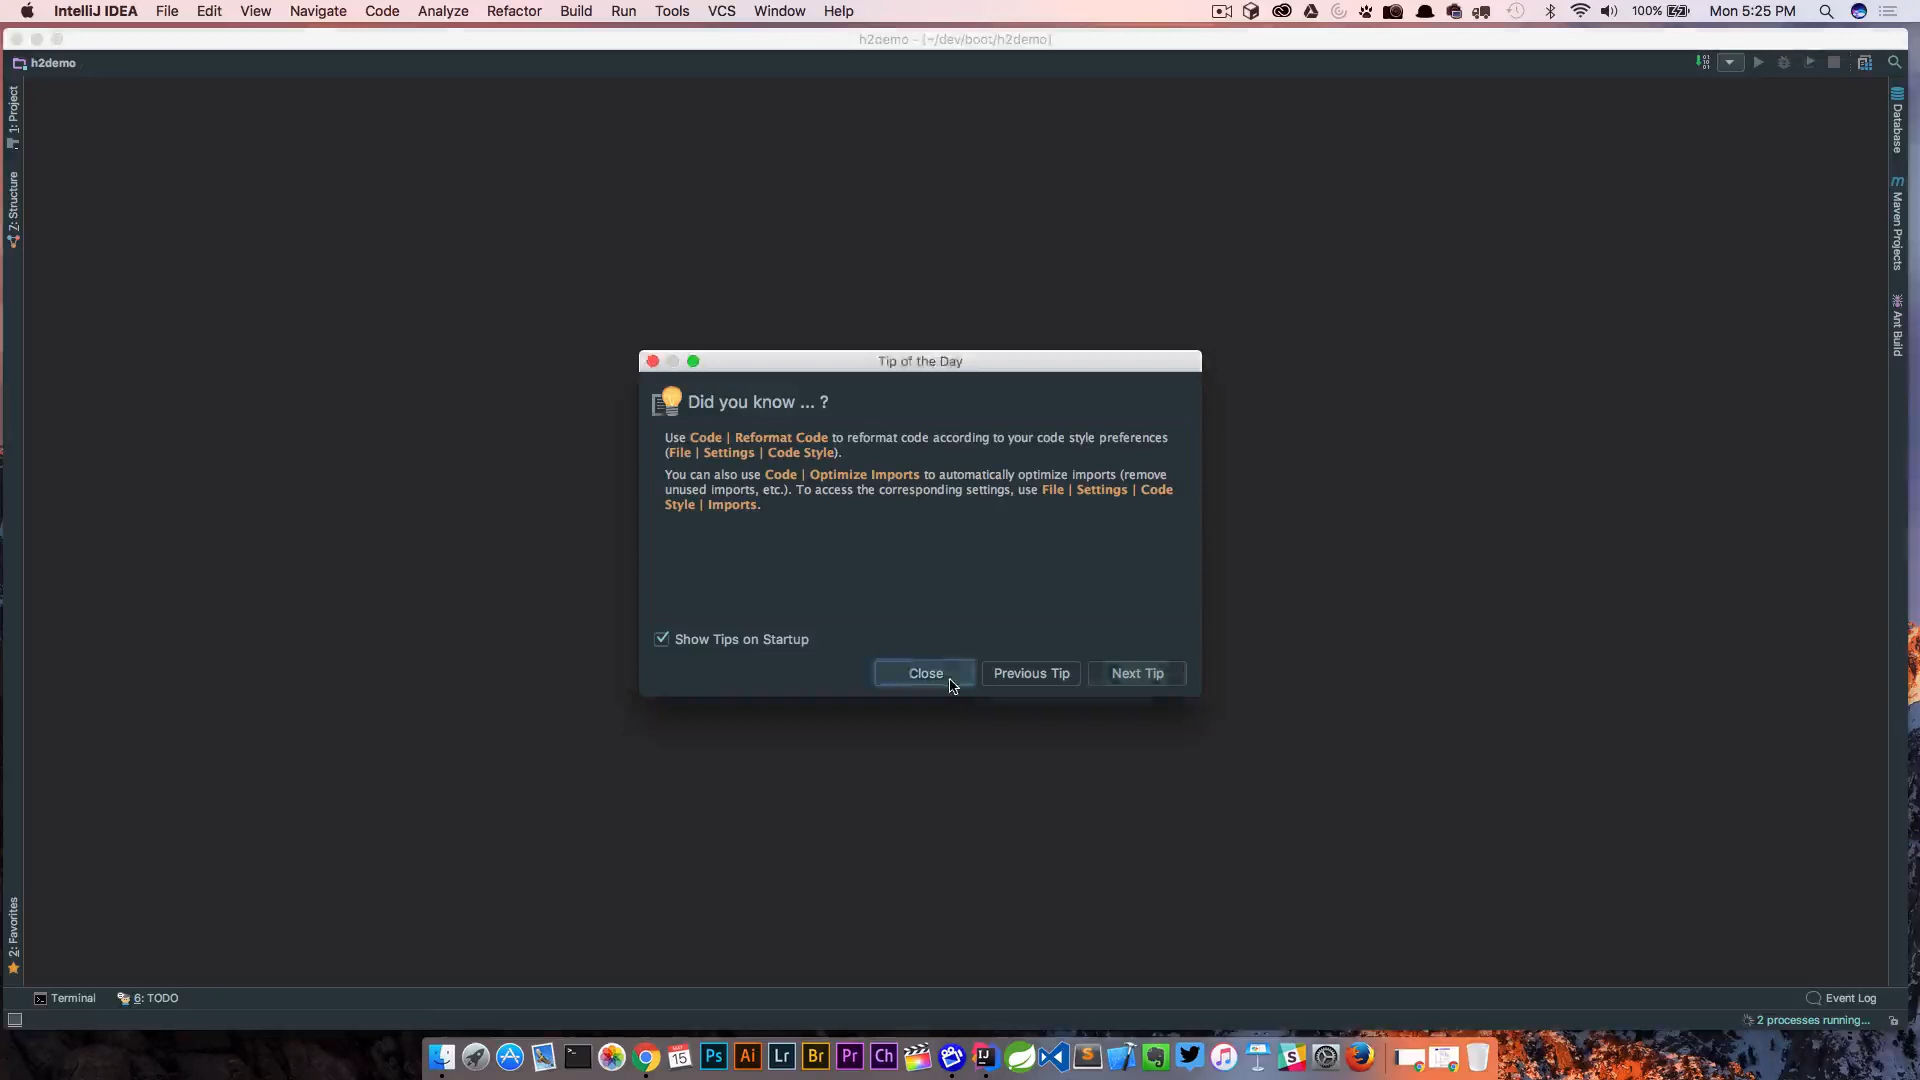 IntelliJ IDEA File Edit View Navigate Code Analyze Refactor Build Run Tools VCS Window Help 100% Mon 5:25 PM
h2demo - [~/dev/boot/h2demo]
h2demo
1: Project
Z: Structure
2: Favorites
Database
m
Maven Projects
Ant Build
Tip of the Day
Did you know ... ?
Use Code | Reformat Code to reformat code according to your code style preferences
(File | Settings | Code Style).
You can also use Code | Optimize Imports to automatically optimize imports (remove
unused imports, etc.). To access the corresponding settings, use File | Settings | Code
Style | Imports.
Show Tips on Startup
Close Previous Tip Next Tip
Terminal 6: TODO Event Log
2 processes running...
15 Ps Ai Lr Br Pr Ch IJ S